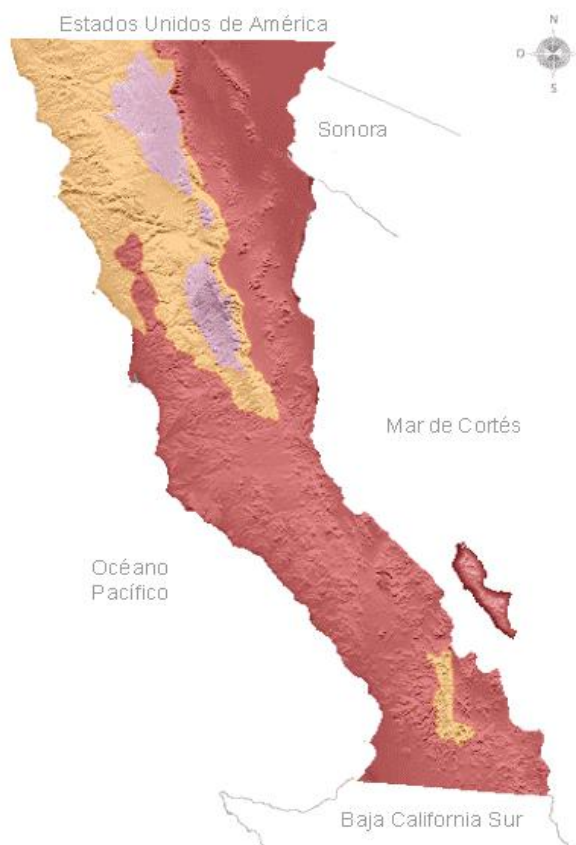 Estados Unidos de América
N
O
S
Sonora
Mar de Cortés
Océano
Pacífico
Baja California Sur